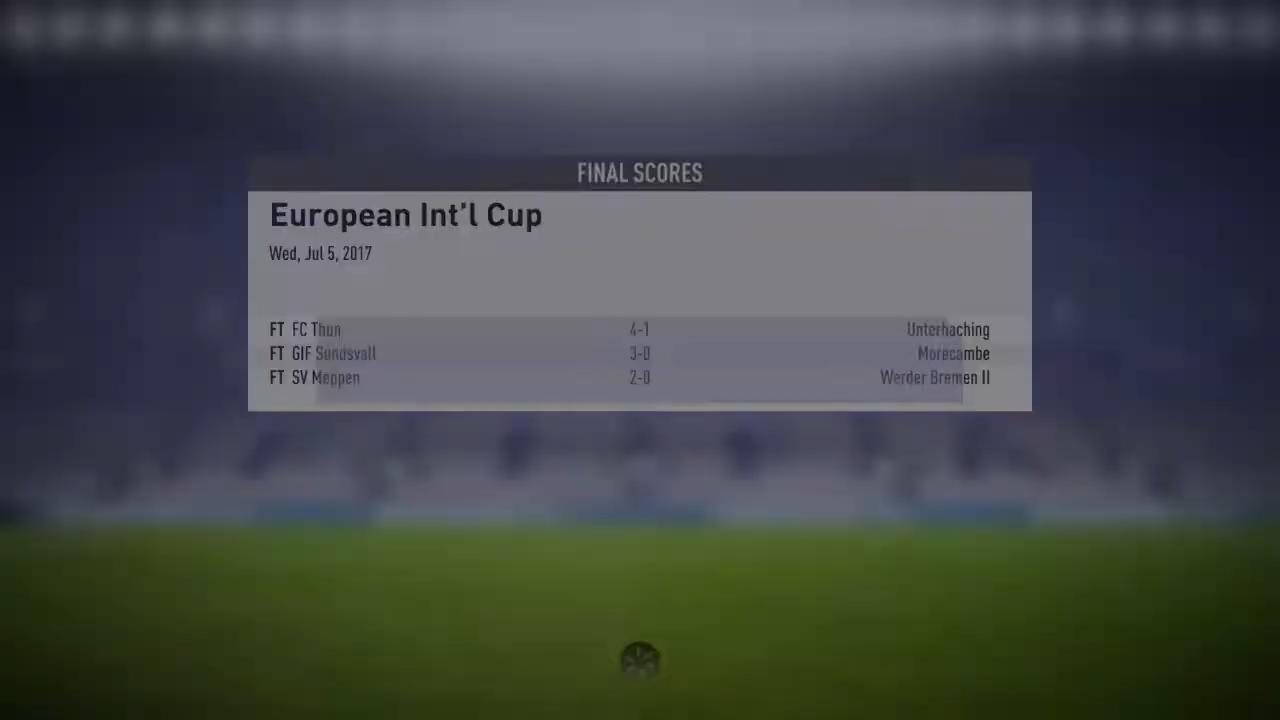 FINAL SCORES
European Int'l Cup
Wed, Jul 5, 2017
FT FC Thun 4-1 Unterhaching
FT GIF Sundsvall 3-0 Morecambe
FT SV Meppen 2-0 Werder Bremen II